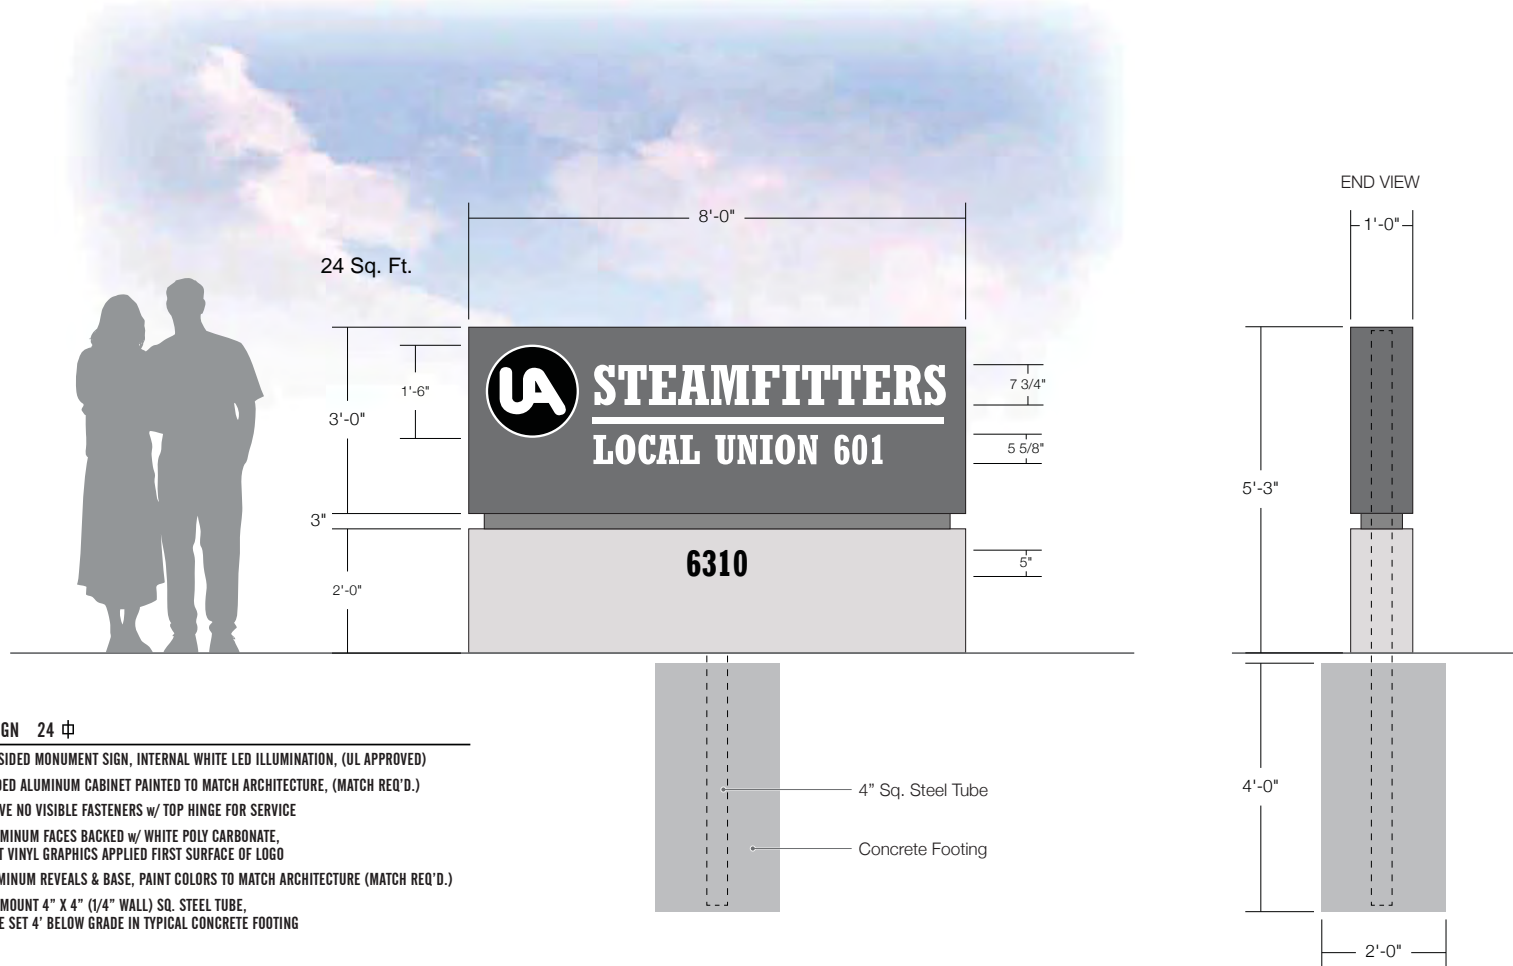 END VIEW
8'-0"
1'-0"
24 Sq. Ft.
1'-6"
3'-0"
UA
STEAMFITTERS
LOCAL UNION 601
7 3/4"
5 5/8"
5'-3"
3"
6310
5"
2'-0"
GN 24
SIDED MONUMENT SIGN, INTERNAL WHITE LED ILLUMINATION, (UL APPROVED)
DED ALUMINUM CABINET PAINTED TO MATCH ARCHITECTURE, (MATCH REQ'D.)
VE NO VISIBLE FASTENERS w/ TOP HINGE FOR SERVICE
MINUM FACES BACKED w/ WHITE POLY CARBONATE,
T VINYL GRAPHICS APPLIED FIRST SURFACE OF LOGO
MINUM REVEALS & BASE, PAINT COLORS TO MATCH ARCHITECTURE (MATCH REQ'D.)
MOUNT 4” X 4” (1/4” WALL) SQ. STEEL TUBE,
E SET 4’ BELOW GRADE IN TYPICAL CONCRETE FOOTING
4” Sq. Steel Tube
Concrete Footing
4'-0"
2'-0"